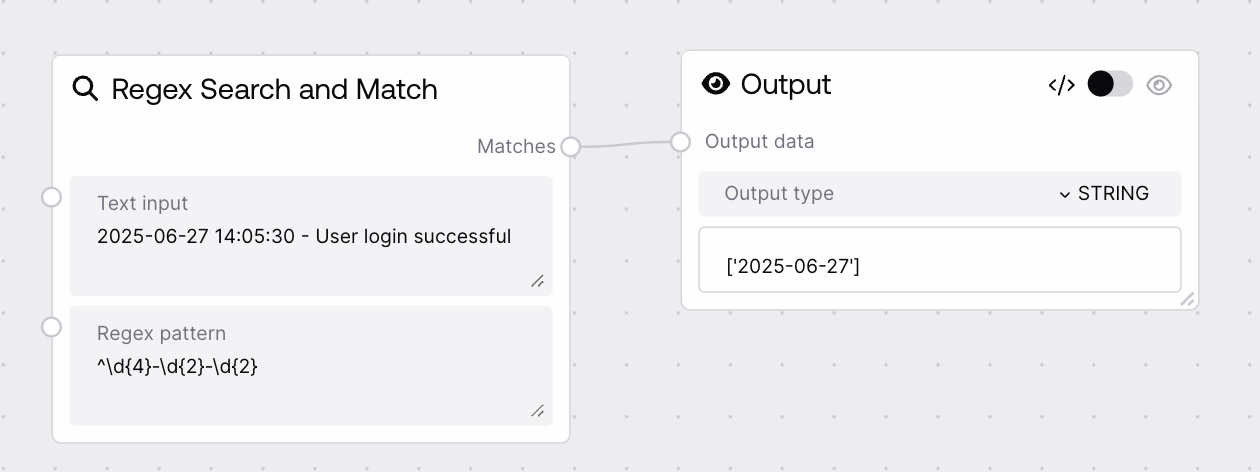 Regex Search and Match
Matches
Text input
2025-06-27 14:05:30 - User login successful
Regex pattern
^\d{4}-\d{2}-\d{2}
Output
</>
Output data
Output type
STRING
['2025-06-27']